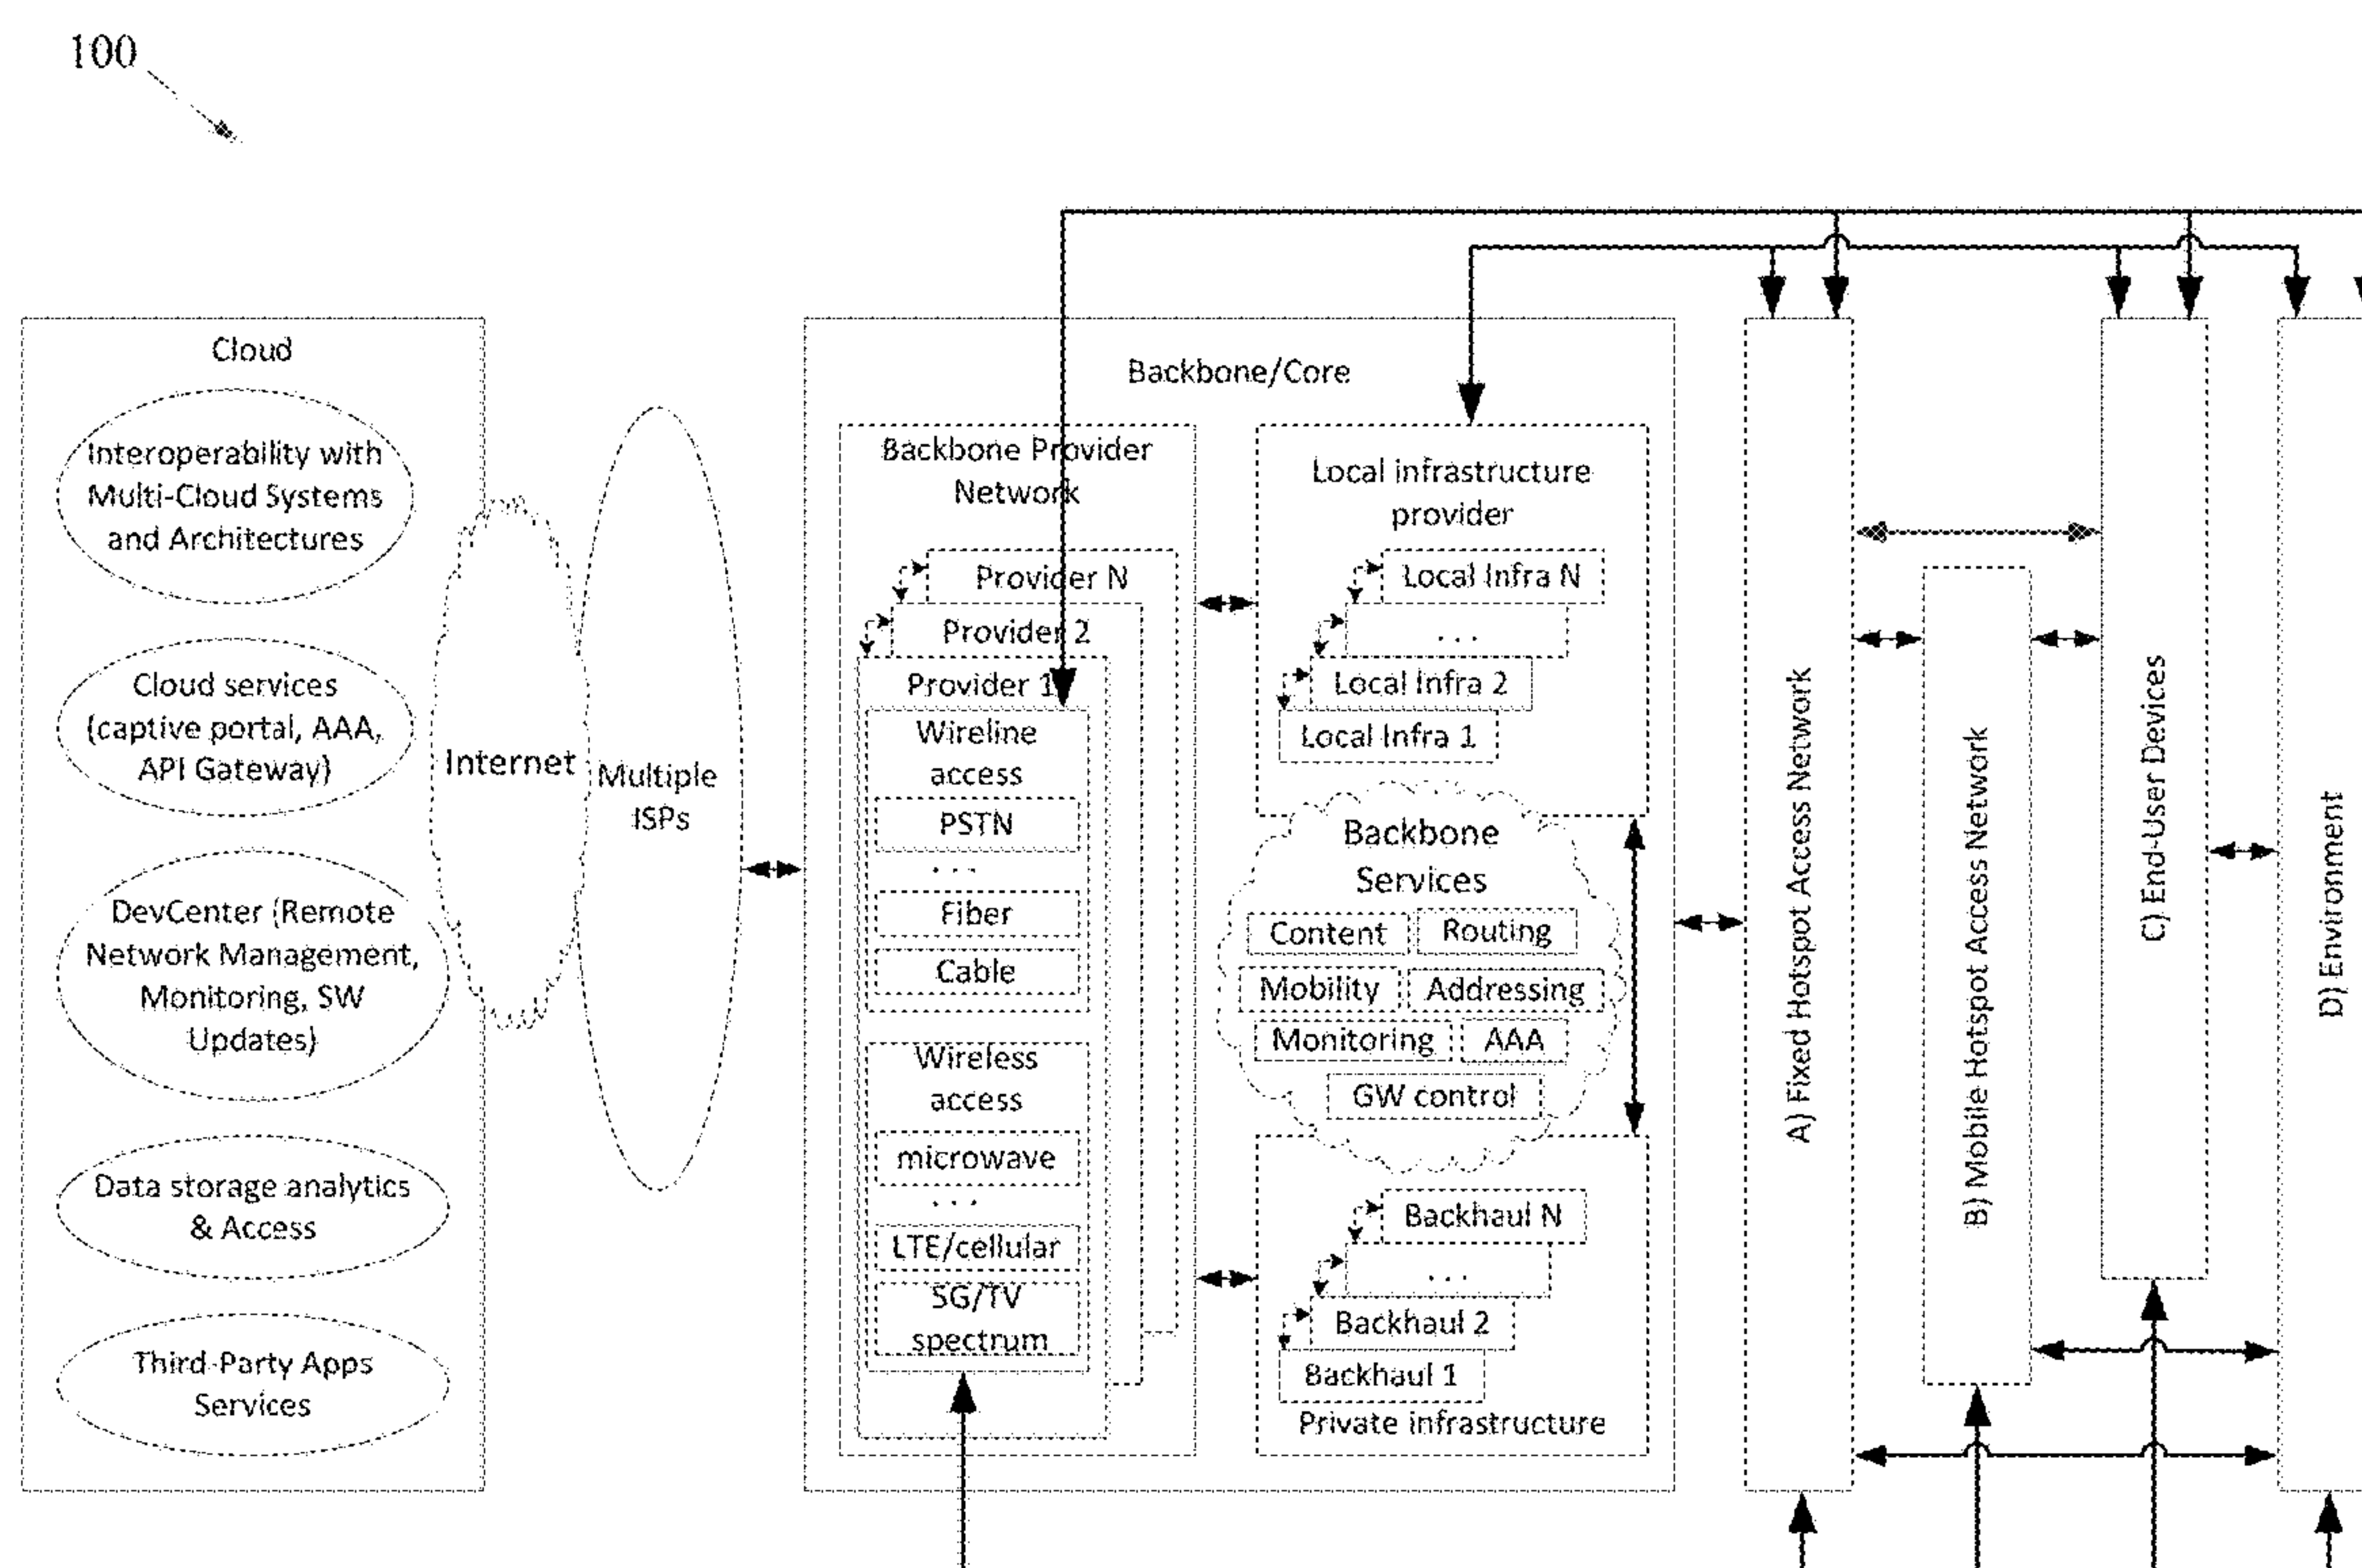 100
Cloud
Interoperability with
Multi-Cloud Systems
and Architectures
Cloud services
(captive portal, AAA,
API Gateway)
DevCenter (Remote
Network Management,
Monitoring, SW
Updates)
Data storage analytics
& Access
Third-Party Apps
Services
Internet
Multiple
ISPs
Backbone/Core
Backbone Provider
Network
Provider N
Provider 2
Provider 1
Wireline
access
PSTN
...
Fiber
Cable
Wireless
access
microwave
...
LTE/cellular
SG/TV
spectrum
Local infrastructure
provider
Local Infra N
...
Local Infra 2
Local Infra 1
Backbone
Services
Content
Routing
Mobility
Addressing
Monitoring
AAA
GW control
Backhaul N
...
Backhaul 2
Backhaul 1
Private infrastructure
A) Fixed Hotspot Access Network
B) Mobile Hotspot Access Network
C) End-User Devices
D) Environment